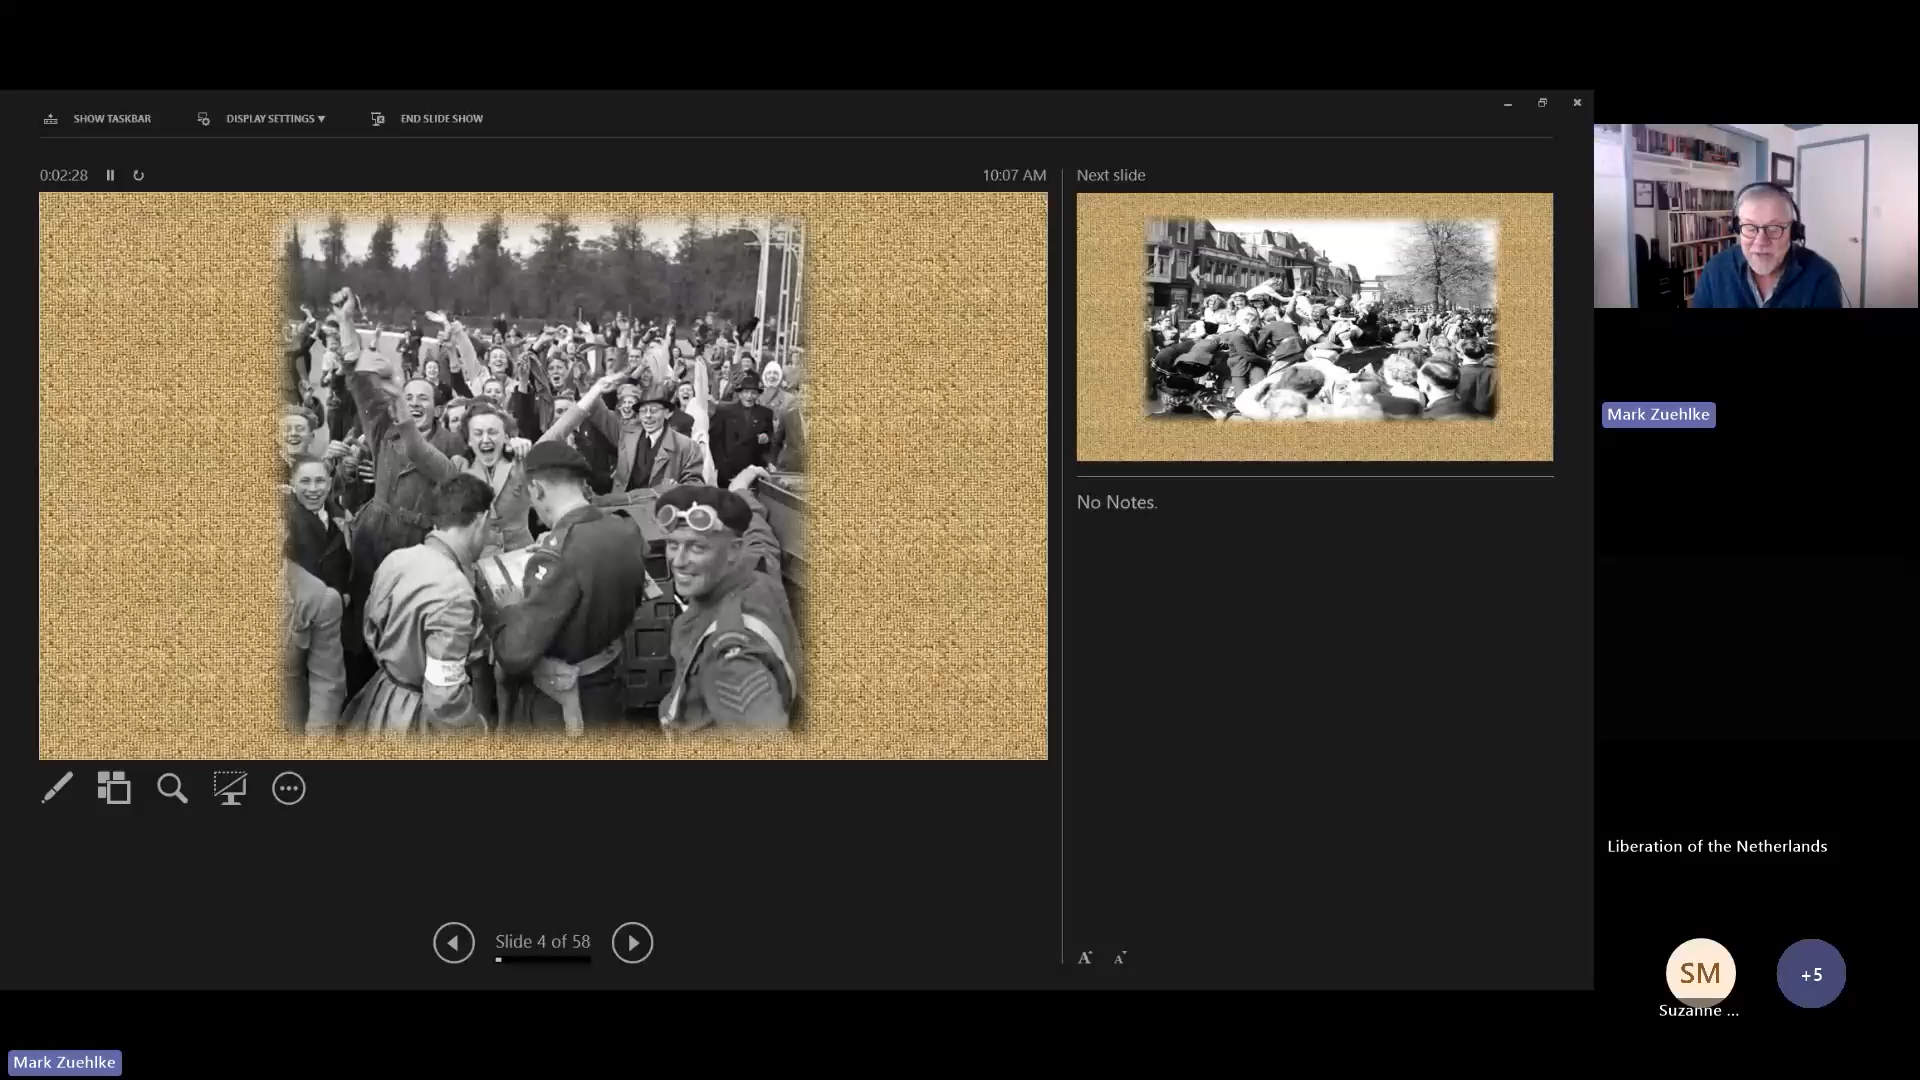 SHOW TASKBAR
DISPLAY SETTINGS ▼
END SLIDE SHOW
0:02:28
10:07 AM
Next slide
No Notes.
Slide 4 of 58
A
A
Mark Zuehlke
Liberation of the Netherlands
SM
+5
Suzanne ...
Mark Zuehlke